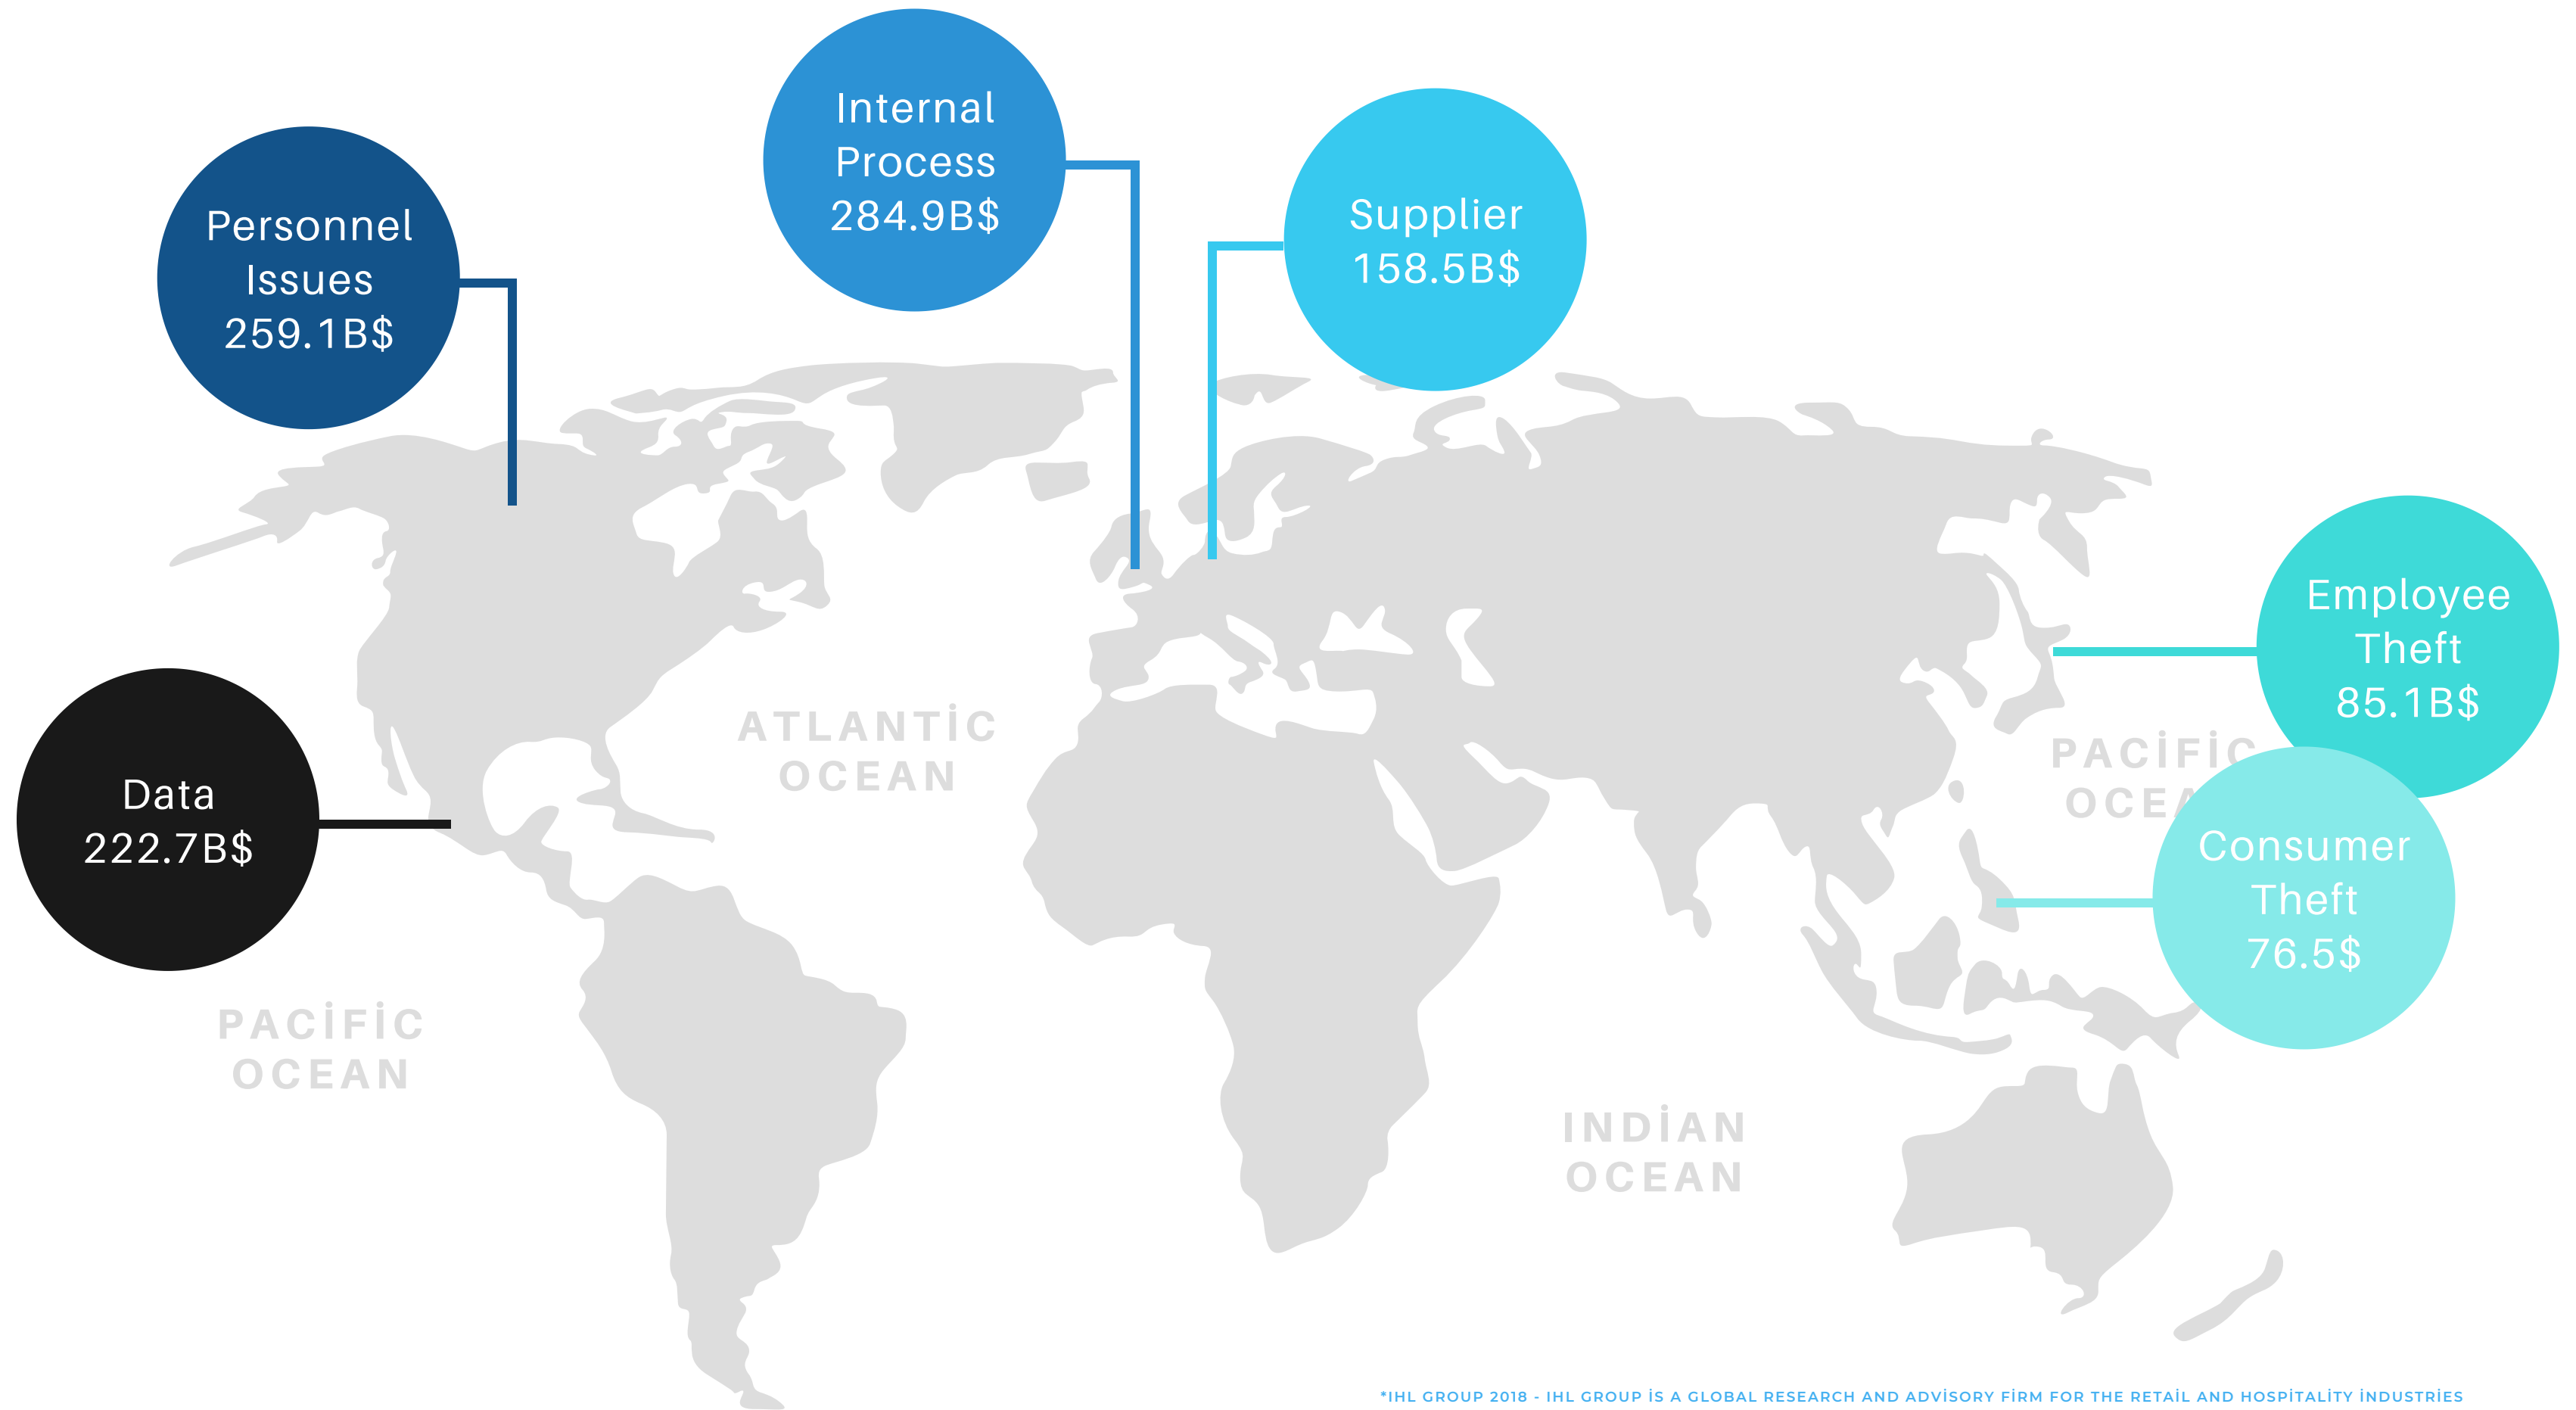 Internal
Process
284.9B$
Personnel
Issues
259.1B$
Supplier
158.5B$
Employee
Theft
85.1B$
Data
222.7B$
ATLANTİC
OCEAN
PACİFİC
Consumer
Theft
76.5$
PACİFİC
OCEAN
INDİAN
OCEAN
*IHL GROUP 2018 - IHL GROUP İS A GLOBAL RESEARCH AND ADVİSORY FİRM FOR THE RETAİL AND HOSPİTALİTY İNDUSTRİES